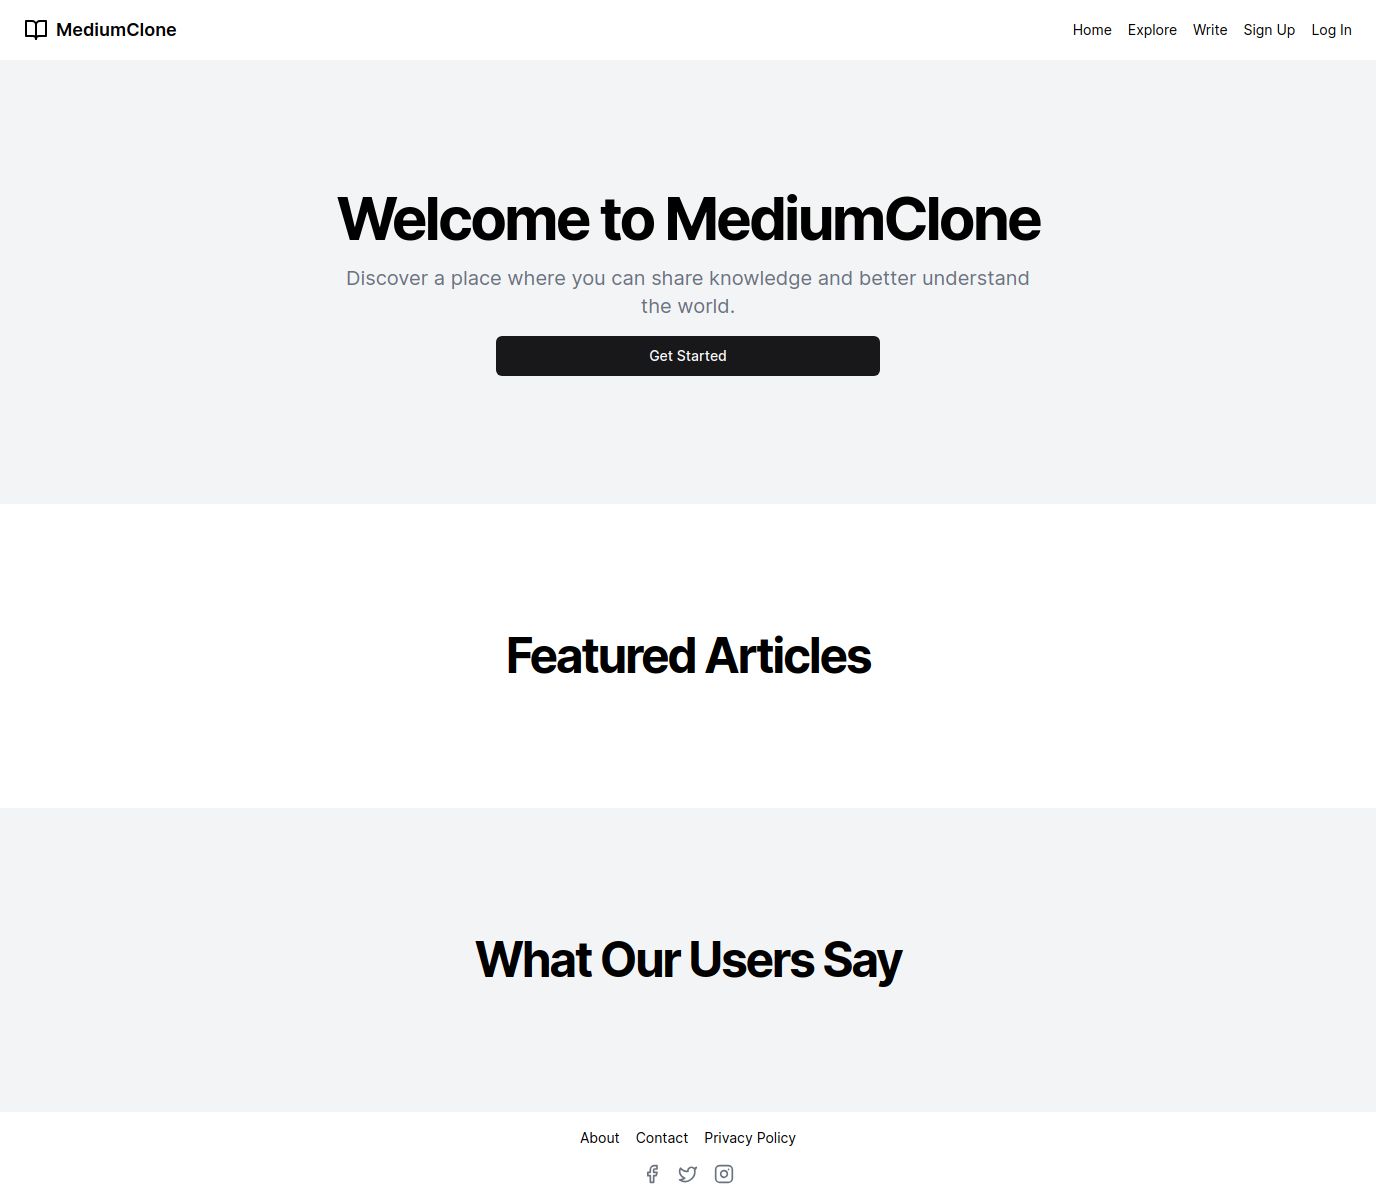 MediumClone
Home Explore Write Sign Up Log In
Welcome to MediumClone
Discover a place where you can share knowledge and better understand
the world.
Get Started
Featured Articles
What Our Users Say
About Contact Privacy Policy